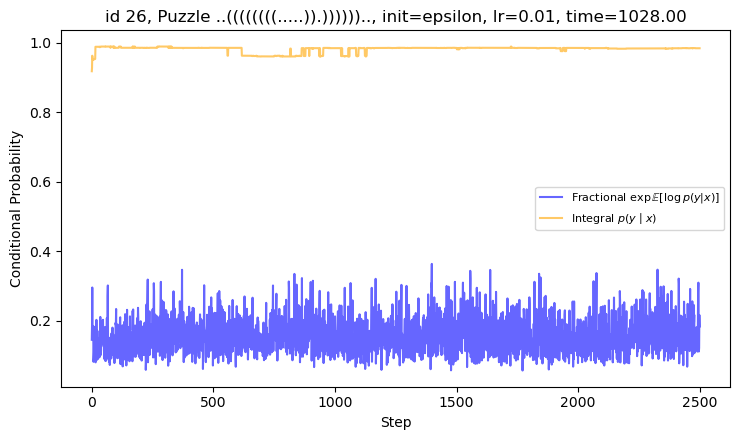 id 26, Puzzle ..((((((((.....)).)))))).., init=epsilon, lr=0.01, time=1028.00
Conditional Probability
1.0
0.8
0.6
0.4
0.2
Fractional exp𝔼[log p(y|x)]
Integral p(y | x)
0
500
1000
1500
2000
2500
Step